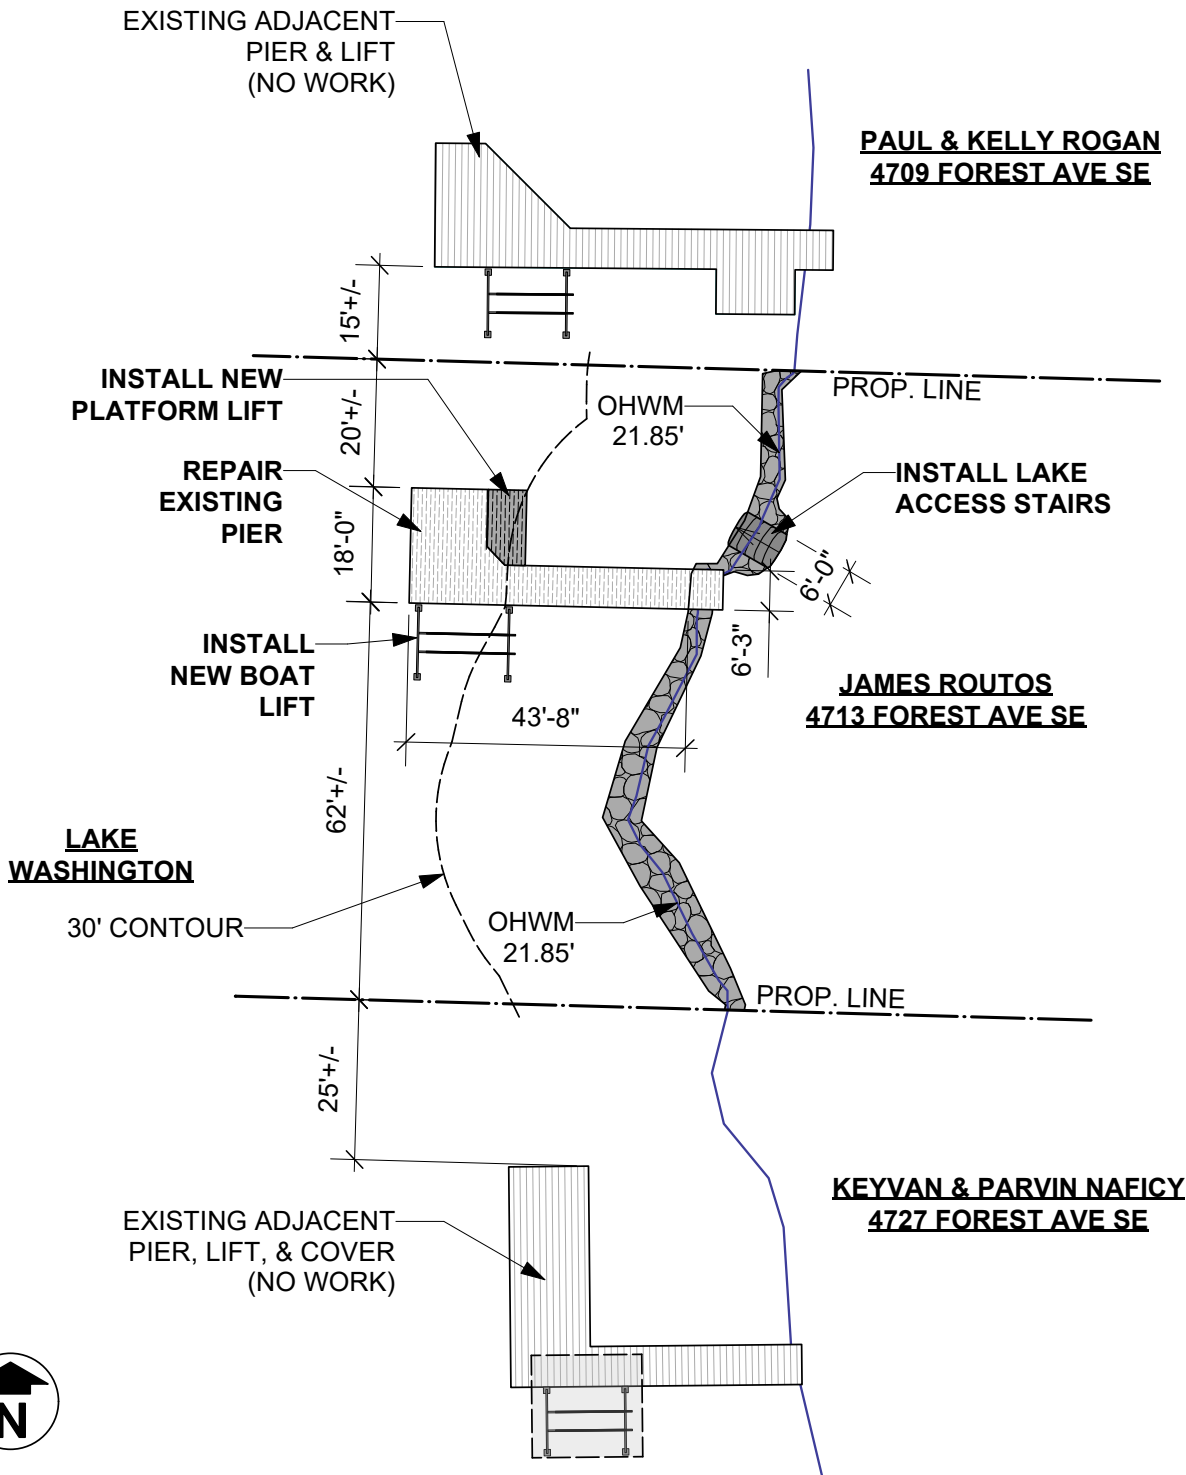 EXISTING ADJACENT
PIER & LIFT
(NO WORK)
PAUL & KELLY ROGAN
4709 FOREST AVE SE
15'+/-
INSTALL NEW
PLATFORM LIFT
PROP. LINE
OHWM
21.85'
20'+/-
REPAIR
EXISTING
PIER
INSTALL LAKE
ACCESS STAIRS
18'-0"
6'-0"
6'-3"
INSTALL
NEW BOAT
LIFT
JAMES ROUTOS
4713 FOREST AVE SE
43'-8"
62'+/-
LAKE
WASHINGTON
30' CONTOUR
OHWM
21.85'
PROP. LINE
25'+/-
KEYVAN & PARVIN NAFICY
4727 FOREST AVE SE
EXISTING ADJACENT
PIER, LIFT, & COVER
(NO WORK)
N